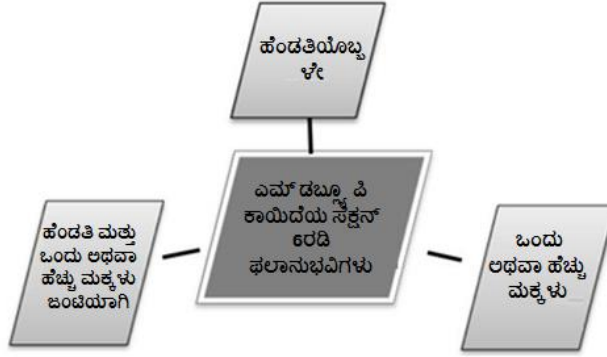 ಹೆಂಡತಿಯೊಬ್ಬ
ಳೇ
ಎಮ್ ಡಬ್ಲ್ಯೂ ಪಿ
ಕಾಯಿದೆಯ ಸೆಕ್ಷನ್
6ರಡಿ
ಫಲಾನುಭವಿಗಳು
ಹೆಂಡತಿ ಮತ್ತು
ಒಂದು ಅಥವಾ
ಹೆಚ್ಚು ಮಕ್ಕಳು
ಜಂಟಿಯಾಗಿ
ಒಂದು
ಅಥವಾ ಹೆಚ್ಚು
ಮಕ್ಕಳು